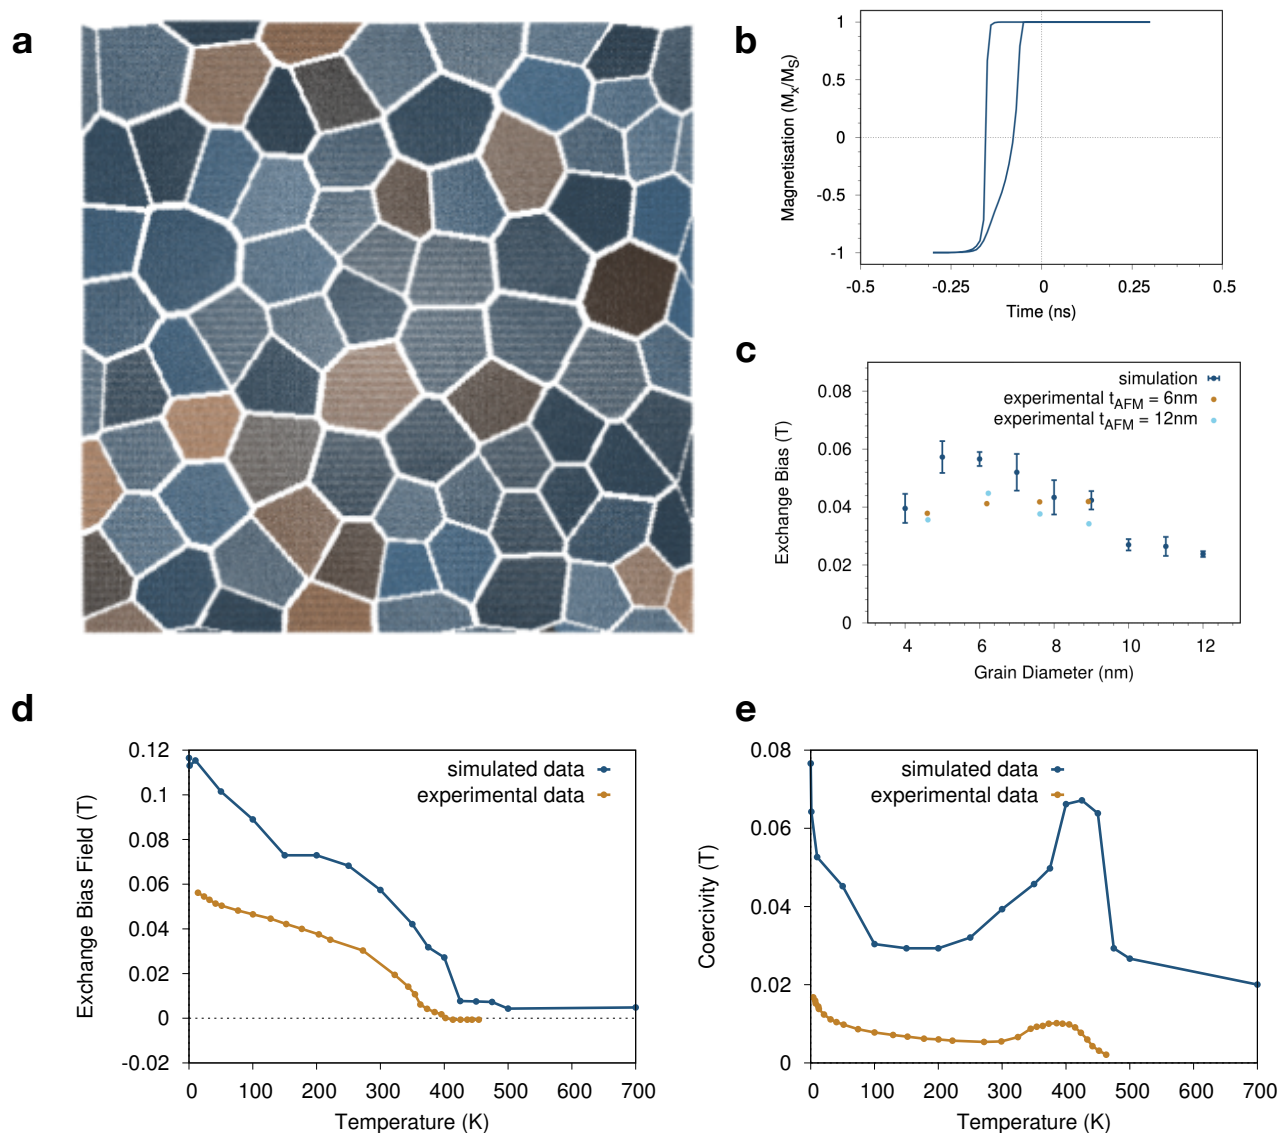 a
b
1
0.5
0
-0.5
-1
Magnetisation (Mx/MS)
-0.5
-0.25
0
0.25
0.5
Time (ns)
c
0.08
0.06
0.04
0.02
0
Exchange Bias (T)
simulation
experimental tAFM = 6nm
experimental tAFM = 12nm
4
6
8
10
12
Grain Diameter (nm)
d
0.12
0.1
0.08
0.06
0.04
0.02
0
-0.02
Exchange Bias Field (T)
simulated data
experimental data
0
100
200
300
400
500
600
700
Temperature (K)
e
0.08
0.06
0.04
0.02
0
Coercivity (T)
simulated data
experimental data
0
100
200
300
400
500
600
700
Temperature (K)